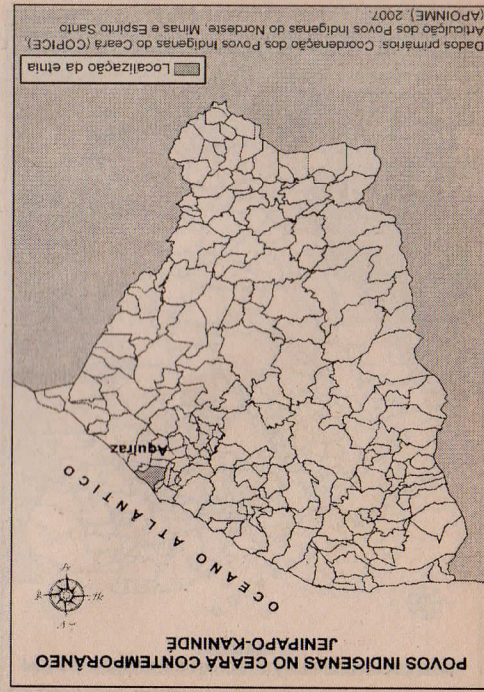 POVOS INDÍGENAS NO CEARÁ CONTEMPORÂNEO
JENIPAPO-KANINDÉ
OCEANO ATLÂNTICO
Aquiraz
Localização da etnia
Dados primários: Coordenação dos Povos Indígenas do Ceará (COPICE),
Articulação dos Povos Indígenas do Nordeste, Minas e Espírito Santo
(APOINME), 2007.